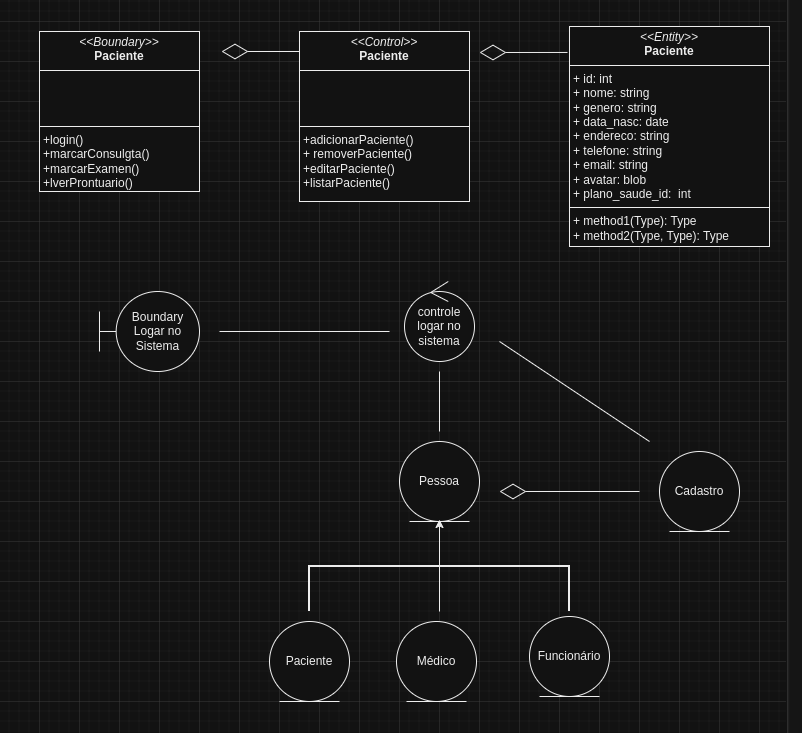 <<Boundary>>
Paciente
+login()
+marcarConsulgta()
+marcarExamen()
+lverProntuario()
<<Control>>
Paciente
+adicionarPaciente()
+ removerPaciente()
+editarPaciente()
+listarPaciente()
<<Entity>>
Paciente
+ id: int
+ nome: string
+ genero: string
+ data_nasc: date
+ endereco: string
+ telefone: string
+ email: string
+ avatar: blob
+ plano_saude_id:  int
+ method1(Type): Type
+ method2(Type, Type): Type
Boundary
Logar no
Sistema
controle
logar no
sistema
Pessoa
Cadastro
Paciente
Médico
Funcionário